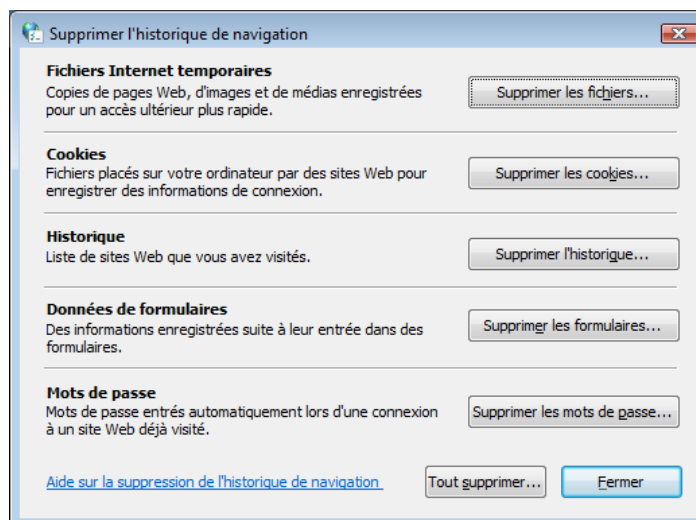 Supprimer l'historique de navigation
Fichiers Internet temporaires
Copies de pages Web, d'images et de médias enregistrées
pour un accès ultérieur plus rapide.
Supprimer les fichiers...
Cookies
Fichiers placés sur votre ordinateur par des sites Web pour
enregistrer des informations de connexion.
Supprimer les cookies...
Historique
Liste de sites Web que vous avez visités.
Supprimer l'historique...
Données de formulaires
Des informations enregistrées suite à leur entrée dans des
formulaires.
Supprimer les formulaires...
Mots de passe
Mots de passe entrés automatiquement lors d'une connexion
à un site Web déjà visité.
Supprimer les mots de passe...
Aide sur la suppression de l'historique de navigation
Tout supprimer...
Fermer